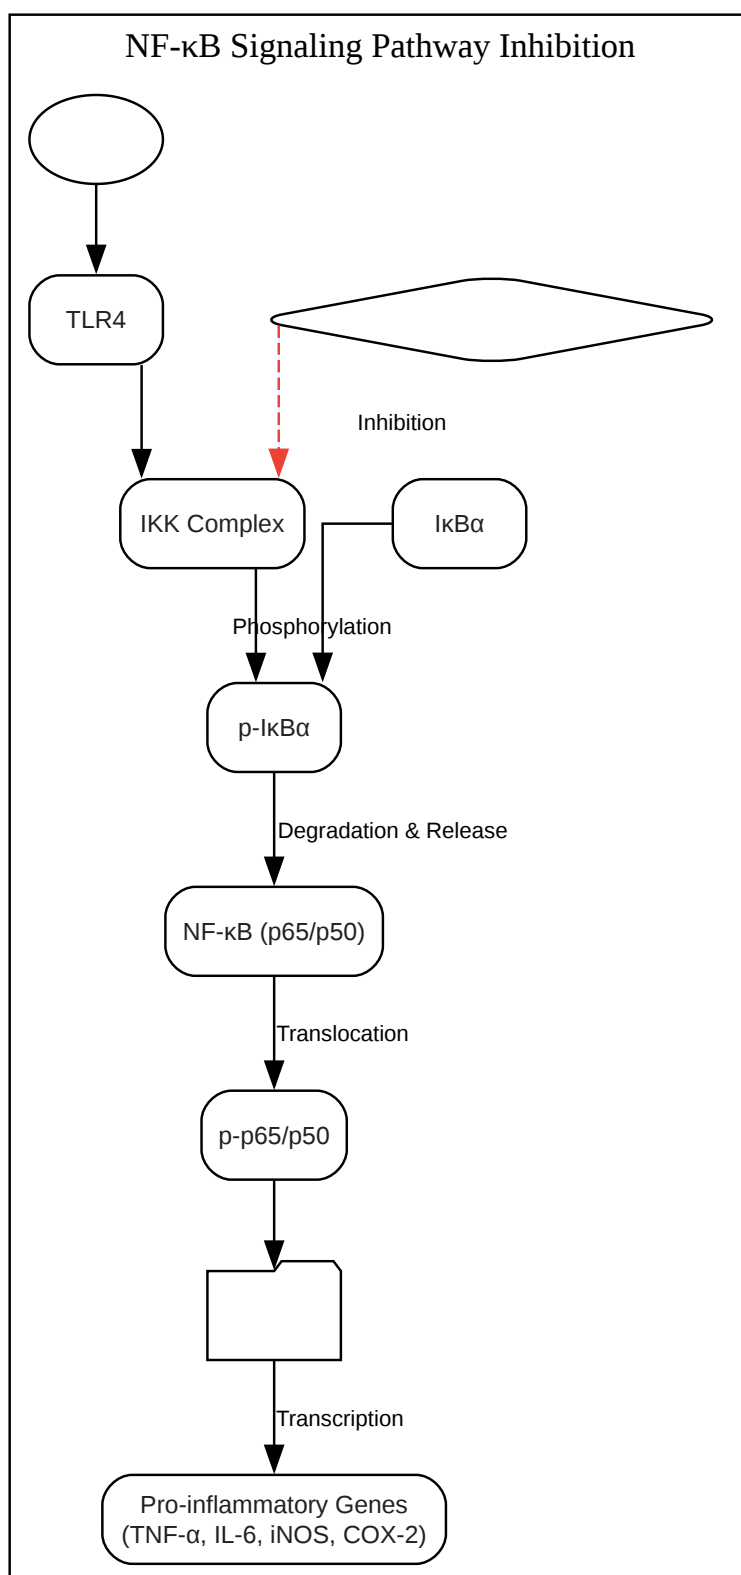 NF-κB Signaling Pathway Inhibition
TLR4
Inhibition
IKK Complex
IκBα
Phosphorylation
p-IκBα
Degradation & Release
NF-κB (p65/p50)
Translocation
p-p65/p50
Transcription
Pro-inflammatory Genes
(TNF-α, IL-6, iNOS, COX-2)